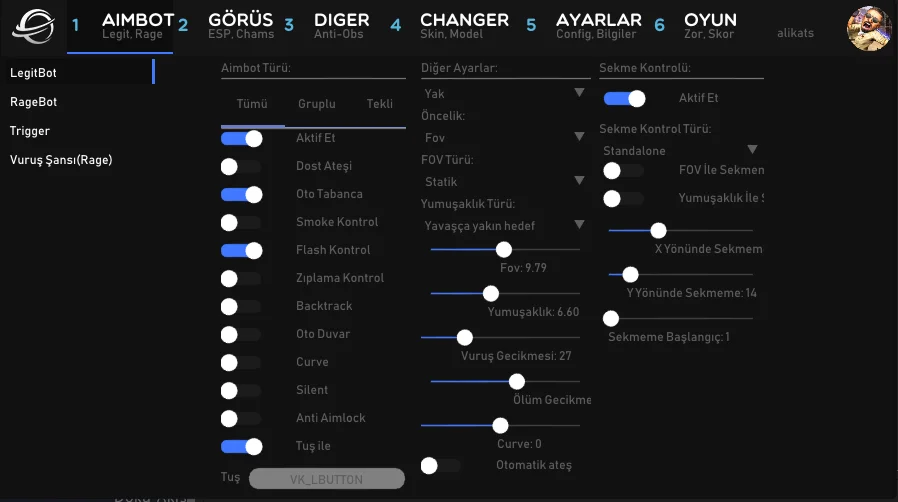 1 AIMBOT
Legit, Rage
2 GÖRÜS
ESP, Chams
3 DIGER
Anti-Obs
4 CHANGER
Skin, Model
5 AYARLAR
Config, Bilgiler
6 OYUN
Zor, Skor
alikats
LegitBot
RageBot
Trigger
Vuruş Şansı(Rage)
Aimbot Türü:
Tümü Gruplu Tekli
Aktif Et
Dost Ateşi
Oto Tabanca
Smoke Kontrol
Flash Kontrol
Zıplama Kontrol
Backtrack
Oto Duvar
Curve
Silent
Anti Aimlock
Tuş ile
Tuş VK_LBUTTON
Diğer Ayarlar:
Yak
Öncelik:
Fov
FOV Türü:
Statik
Yumuşaklık Türü:
Yavaşça yakın hedef
Fov: 9.79
Yumuşaklık: 6.60
Vuruş Gecikmesi: 27
Ölüm Gecikme
Curve: 0
Otomatik ateş
Sekme Kontrolü:
Aktif Et
Sekme Kontrol Türü:
Standalone
FOV İle Sekmen
Yumuşaklık İle S
X Yönünde Sekmem
Y Yönünde Sekmeme: 14
Sekmeme Başlangıç: 1